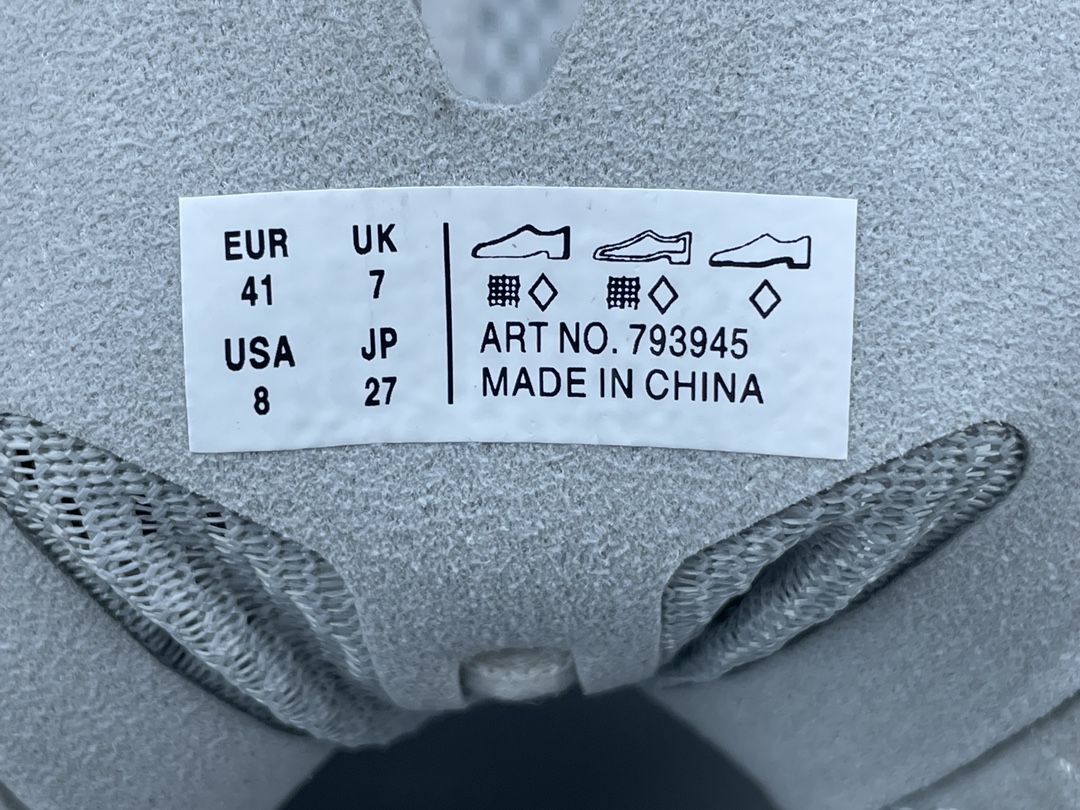 EUR UK
41 7
USA JP
8 27
ART NO. 793945
MADE IN CHINA